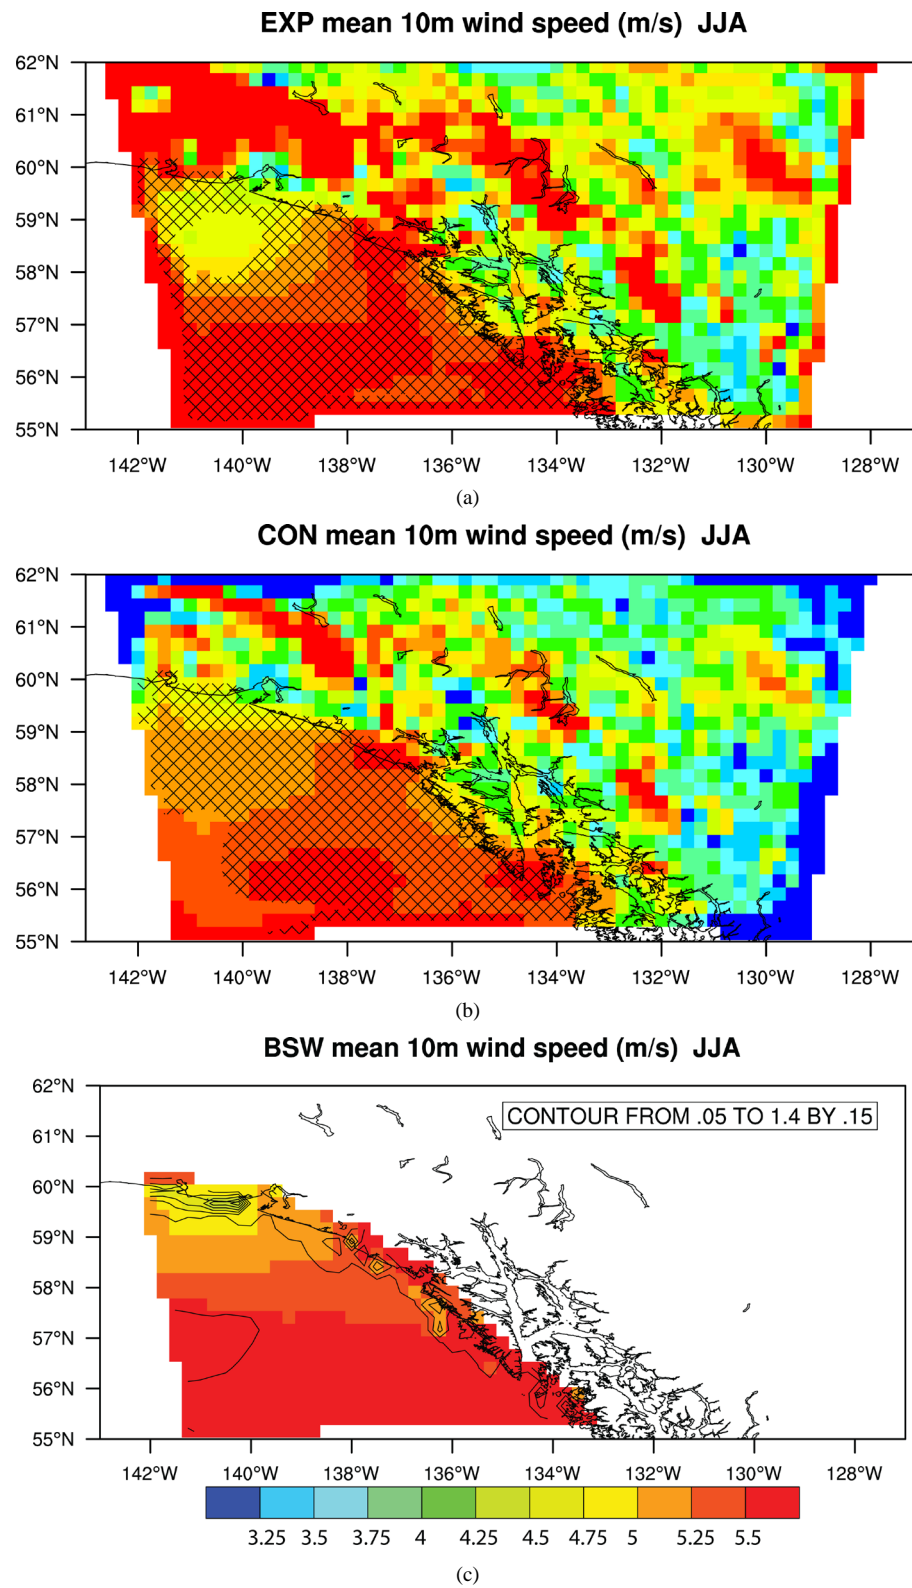 EXP mean 10m wind speed (m/s) JJA
62°N
61°N
60°N
59°N
58°N
57°N
56°N
55°N
142°W 140°W 138°W 136°W 134°W 132°W 130°W 128°W
(a)
CON mean 10m wind speed (m/s) JJA
62°N
61°N
60°N
59°N
58°N
57°N
56°N
55°N
142°W 140°W 138°W 136°W 134°W 132°W 130°W 128°W
(b)
BSW mean 10m wind speed (m/s) JJA
62°N
CONTOUR FROM .05 TO 1.4 BY .15
61°N
60°N
59°N
58°N
57°N
56°N
55°N
142°W 140°W 138°W 136°W 134°W 132°W 130°W 128°W
3.25 3.5 3.75 4 4.25 4.5 4.75 5 5.25 5.5
(c)